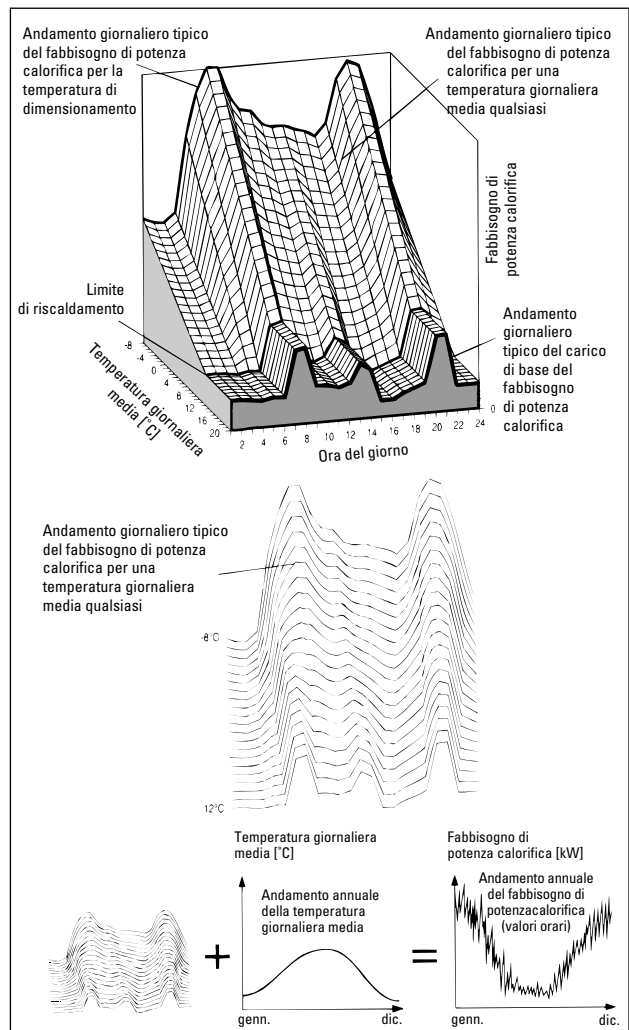 Andamento giornaliero tipico
del fabbisogno di potenza
calorifica per la
temperatura di
dimensionamento
Andamento giornaliero tipico
del fabbisogno di potenza
calorifica per una
temperatura giornaliera
media qualsiasi
Fabbisogno di
potenza calorifica
Limite
di riscaldamento
Andamento
giornaliero
tipico del carico
di base del
fabbisogno
di potenza
calorifica
-8
-4
0
4
8
12
16
20
Temperatura giornaliera
media [°C]
0
2 4 6 8 10 12 14 16 18 20 22 24
Ora del giorno
Andamento giornaliero tipico
del fabbisogno di potenza
calorifica per una
temperatura giornaliera
media qualsiasi
-8°C
12°C
Temperatura giornaliera
media [°C]
Andamento annuale
della temperatura
giornaliera media
genn. dic.
Fabbisogno di
potenza calorifica [kW]
Andamento annuale
del fabbisogno di
potenzacalorifica
(valori orari)
genn. dic.
+
=